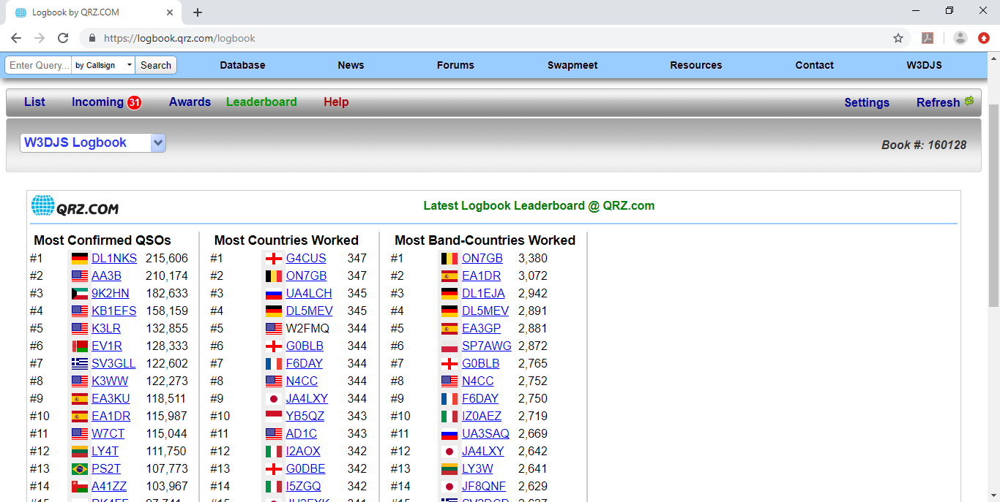 Logbook by QRZ.COM
https://logbook.qrz.com/logbook
Enter Query... by Callsign Search Database News Forums Swapmeet Resources Contact W3DJS
List Incoming 31 Awards Leaderboard Help Settings Refresh
W3DJS Logbook Book #: 160128
QRZ.COM Latest Logbook Leaderboard @ QRZ.com
Most Confirmed QSOs Most Countries Worked Most Band-Countries Worked
#1 DL1NKS 215,606 #1 G4CUS 347 #1 ON7GB 3,380
#2 AA3B 210,174 #2 ON7GB 347 #2 EA1DR 3,072
#3 9K2HN 182,633 #3 UA4LCH 345 #3 DL1EJA 2,942
#4 KB1EFS 158,159 #4 DL5MEV 345 #4 DL5MEV 2,891
#5 K3LR 132,855 #5 W2FMQ 344 #5 EA3GP 2,881
#6 EV1R 128,333 #6 G0BLB 344 #6 SP7AWG 2,872
#7 SV3GLL 122,602 #7 F6DAY 344 #7 G0BLB 2,765
#8 K3WW 122,273 #8 N4CC 344 #8 N4CC 2,752
#9 EA3KU 118,511 #9 JA4LXY 344 #9 F6DAY 2,750
#10 EA1DR 115,987 #10 YB5QZ 343 #10 IZ0AEZ 2,719
#11 W7CT 115,044 #11 AD1C 343 #11 UA3SAQ 2,669
#12 LY4T 111,750 #12 I2AOX 342 #12 JA4LXY 2,642
#13 PS2T 107,773 #13 G0DBE 342 #13 LY3W 2,641
#14 A41ZZ 103,967 #14 I5ZGQ 342 #14 JF8QNF 2,629